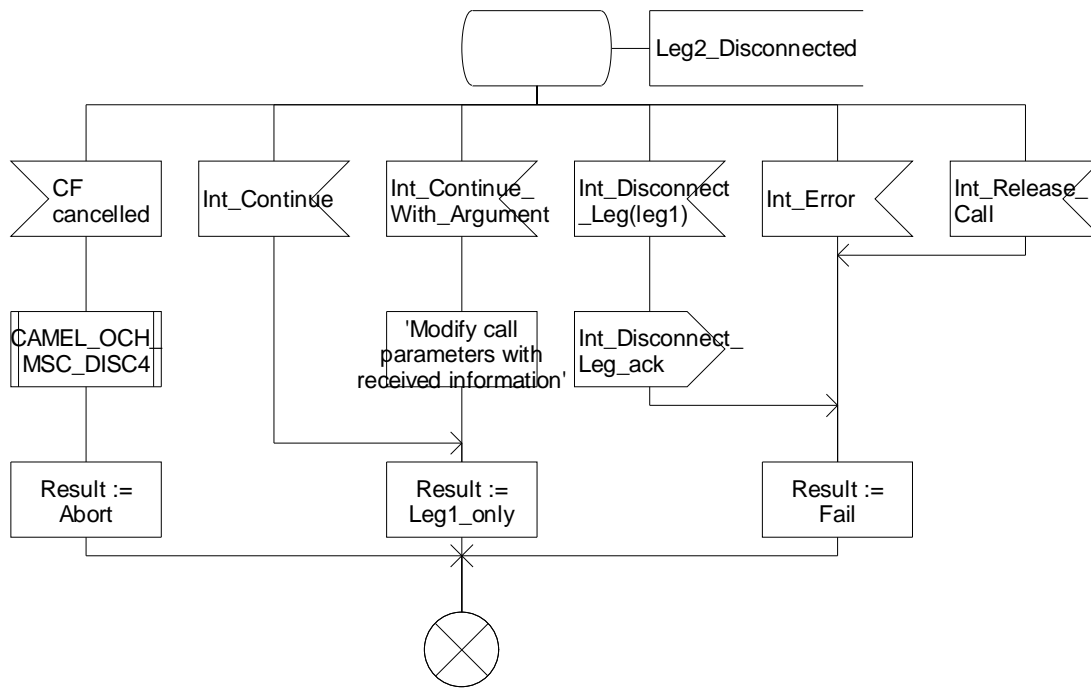 Leg2_Disconnected
CF
cancelled
Int_Continue
Int_Continue_
With_Argument
Int_Disconnect
_Leg(leg1)
Int_Error
Int_Release_
Call
CAMEL_OCH_
MSC_DISC4
'Modify call
parameters with
received information'
Int_Disconnect_
Leg_ack
Result :=
Abort
Result :=
Leg1_only
Result :=
Fail